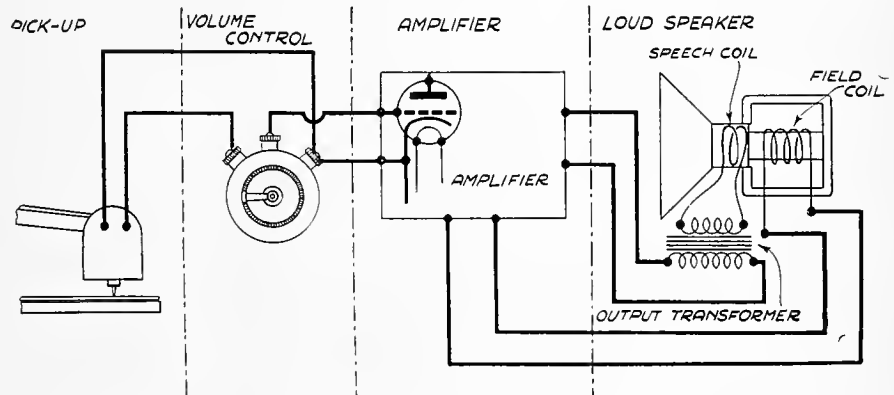 PICK-UP
VOLUME
CONTROL
AMPLIFIER
LOUD SPEAKER
SPEECH COIL
FIELD
COIL
AMPLIFIER
OUTPUT TRANSFORMER